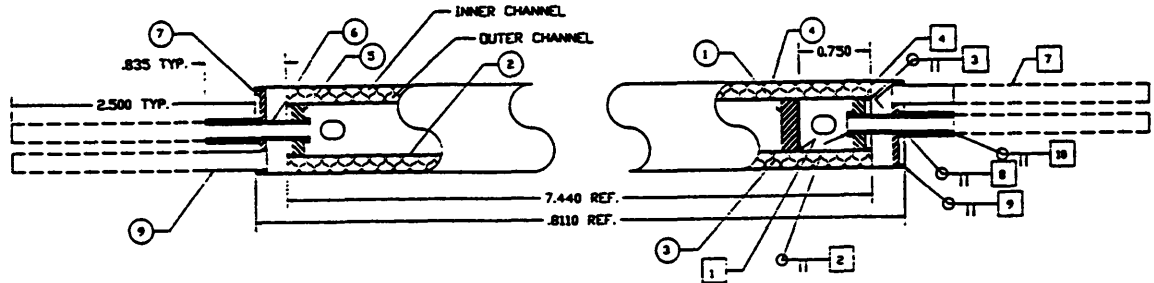 INNER CHANNEL
OUTER CHANNEL
7
6
5
2
.835 TYP.
2.500 TYP.
9
1
4
0.750
4
3
7
10
8
9
7.440 REF.
.8110 REF.
3
1
2